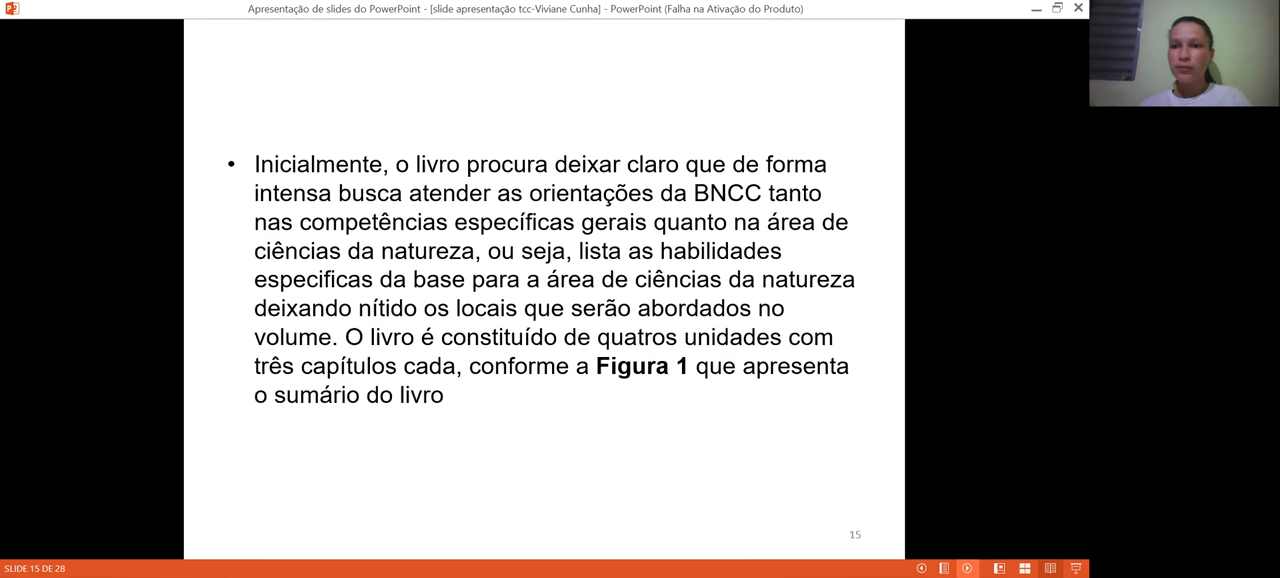 Apresentação de slides do PowerPoint - [slide apresentação tcc-Viviane Cunha] - PowerPoint (Falha na Ativação do Produto)
• Inicialmente, o livro procura deixar claro que de forma
intensa busca atender as orientações da BNCC tanto
nas competências específicas gerais quanto na área de
ciências da natureza, ou seja, lista as habilidades
especificas da base para a área de ciências da natureza
deixando nítido os locais que serão abordados no
volume. O livro é constituído de quatros unidades com
três capítulos cada, conforme a Figura 1 que apresenta
o sumário do livro
15
SLIDE 15 DE 28